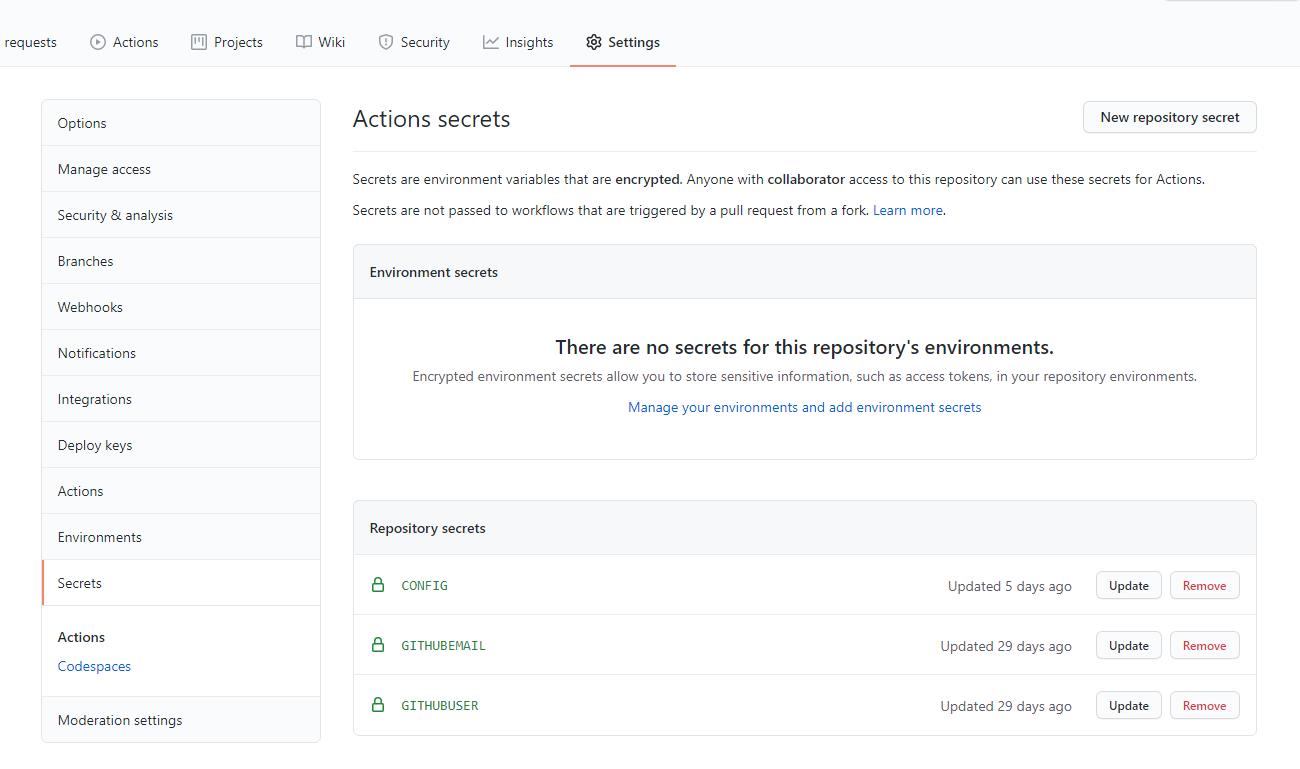 requests Actions Projects Wiki Security Insights Settings
Options
Manage access
Security & analysis
Branches
Webhooks
Notifications
Integrations
Deploy keys
Actions
Environments
Secrets
Actions
Codespaces
Moderation settings
Actions secrets New repository secret
Secrets are environment variables that are encrypted. Anyone with collaborator access to this repository can use these secrets for Actions.
Secrets are not passed to workflows that are triggered by a pull request from a fork. Learn more.
Environment secrets
There are no secrets for this repository's environments.
Encrypted environment secrets allow you to store sensitive information, such as access tokens, in your repository environments.
Manage your environments and add environment secrets
Repository secrets
CONFIG Updated 5 days ago Update Remove
GITHUBEMAIL Updated 29 days ago Update Remove
GITHUBUSER Updated 29 days ago Update Remove